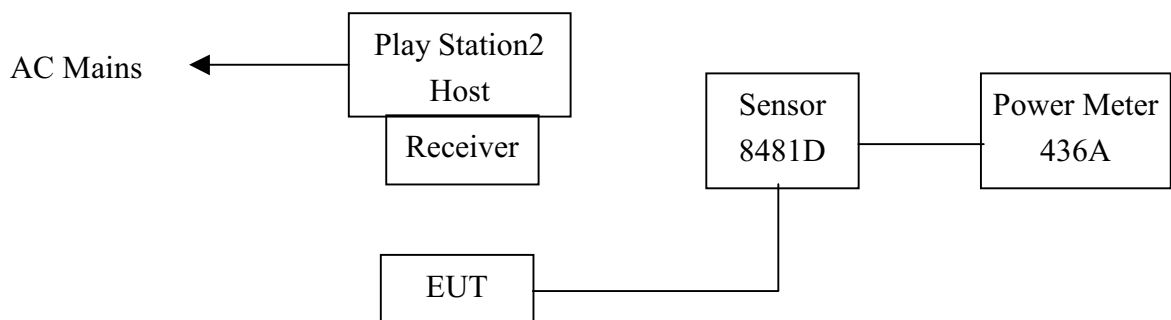 AC Mains
Play Station2
Host
Receiver
Sensor
8481D
Power Meter
436A
EUT